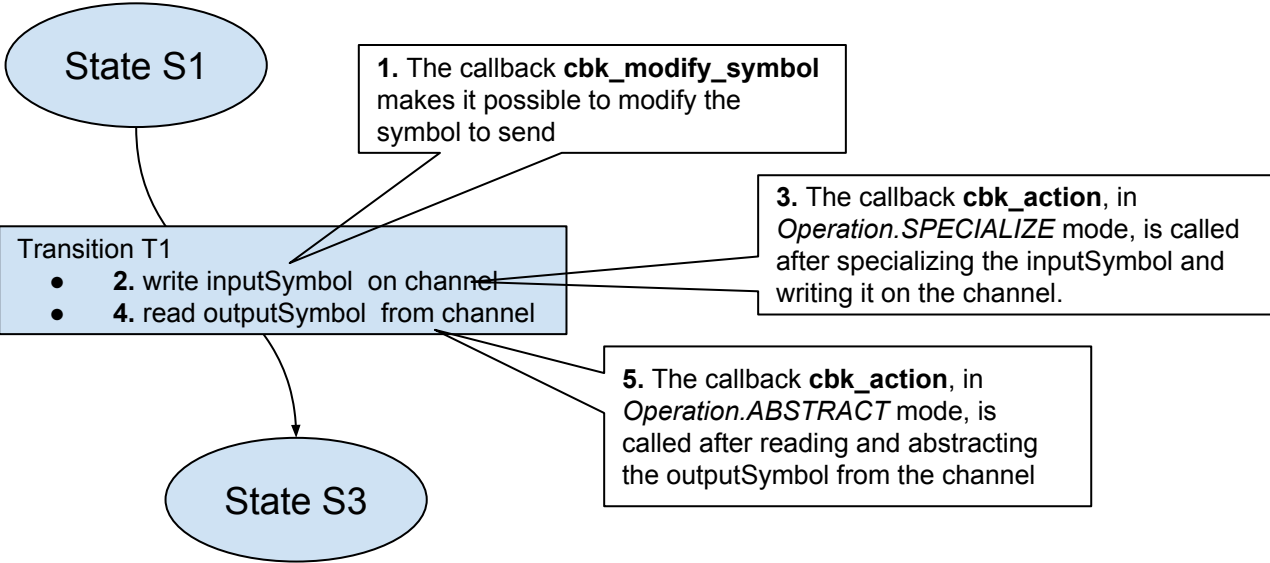 State S1
1. The callback cbk_modify_symbol
makes it possible to modify the
symbol to send
3. The callback cbk_action, in
Operation.SPECIALIZE mode, is called
after specializing the inputSymbol and
writing it on the channel.
Transition T1
● 2. write inputSymbol on channel
● 4. read outputSymbol from channel
5. The callback cbk_action, in
Operation.ABSTRACT mode, is
called after reading and abstracting
the outputSymbol from the channel
State S3